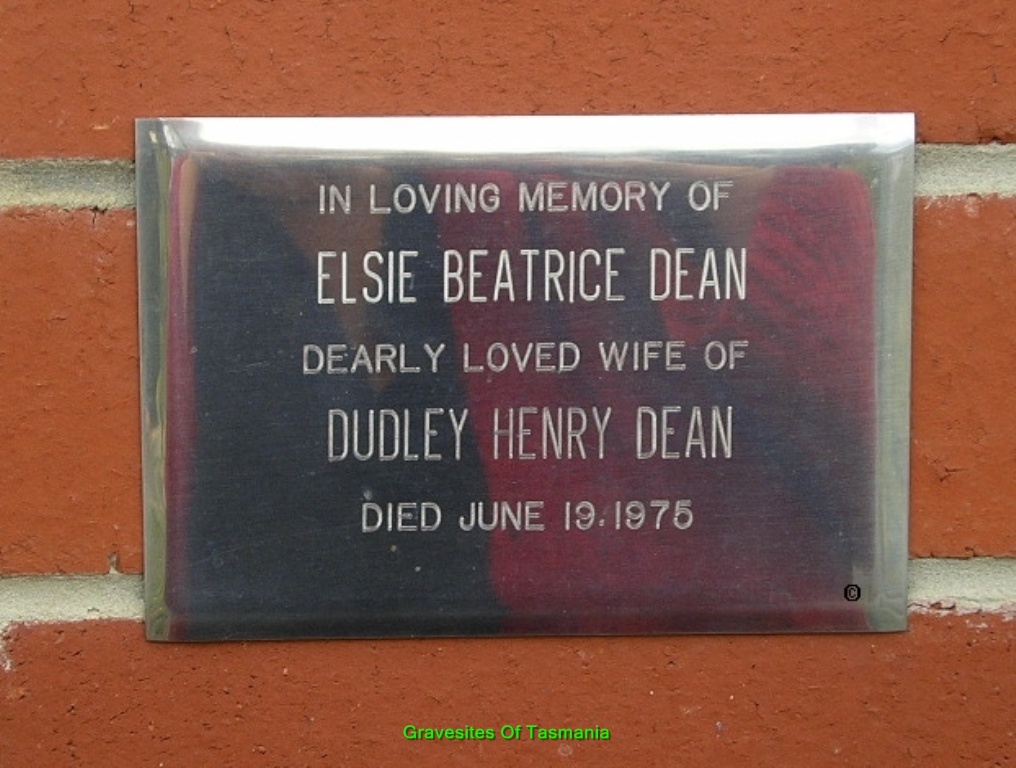 IN LOVING MEMORY OF
ELSIE BEATRICE DEAN
DEARLY LOVED WIFE OF
DUDLEY HENRY DEAN
DIED JUNE 19.1975
©
Gravesites Of Tasmania